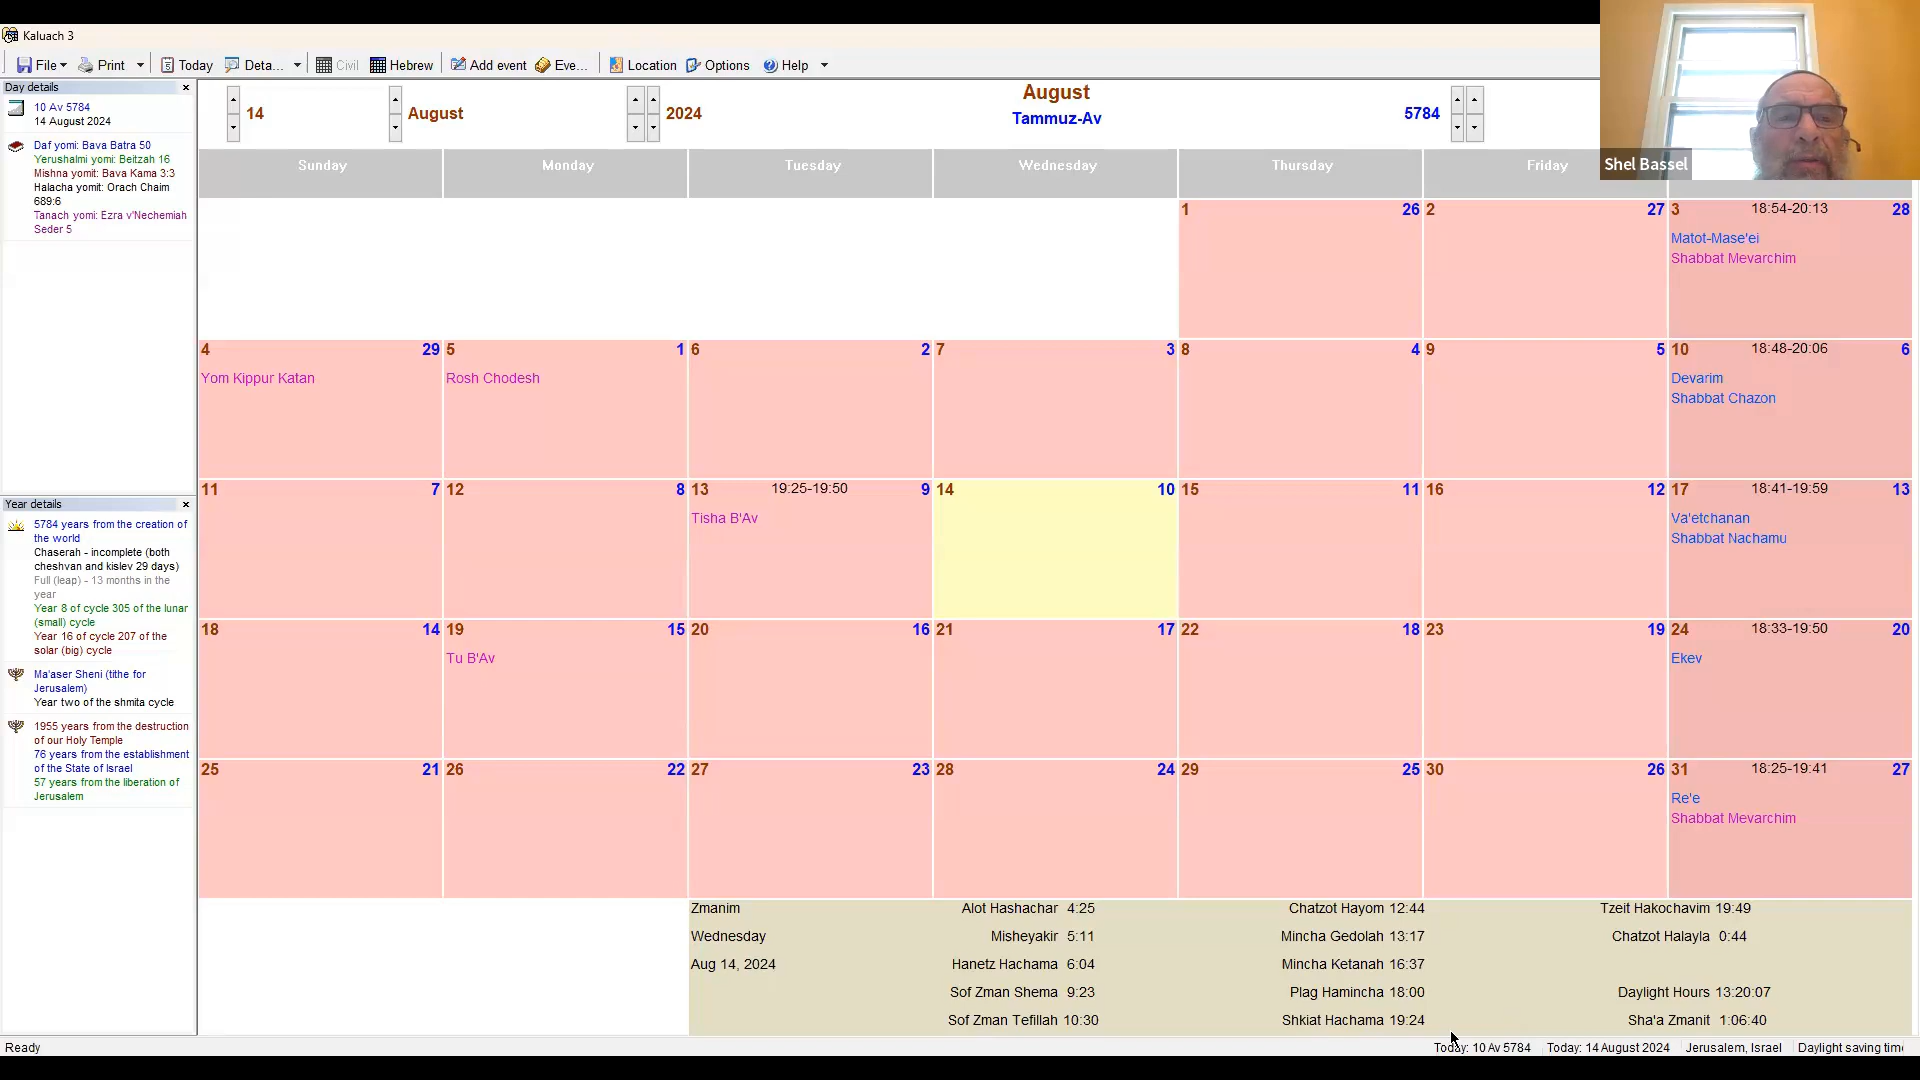 Kaluach 3
File Print Today Deta... Civil Hebrew Add event Eve... Location Options Help
Day details
10 Av 5784
14 August 2024
Daf yomi: Bava Batra 50
Yerushalmi yomi: Beitzah 16
Mishna yomit: Bava Kama 3:3
Halacha yomit: Orach Chaim
689:6
Tanach yomi: Ezra v'Nechemiah
Seder 5
Year details
5784 years from the creation of
the world
Chaserah - incomplete (both
cheshvan and kislev 29 days)
Full (leap) - 13 months in the
year
Year 8 of cycle 305 of the lunar
(small) cycle
Year 16 of cycle 207 of the
solar (big) cycle
Ma'aser Sheni (tithe for
Jerusalem)
Year two of the shmita cycle
1955 years from the destruction
of our Holy Temple
76 years from the establishment
of the State of Israel
57 years from the liberation of
Jerusalem
14 August 2024 August 5784
Tammuz-Av
Shel Bassel
Sunday Monday Tuesday Wednesday Thursday Friday
1 26 2 27 3 18:54-20:13 28
Matot-Mase'ei
Shabbat Mevarchim
4 29 5 1 6 2 7 3 8 4 9 5 10 18:48-20:06 6
Yom Kippur Katan Rosh Chodesh Devarim
Shabbat Chazon
11 7 12 8 13 19:25-19:50 9 14 10 15 11 16 12 17 18:41-19:59 13
Tisha B'Av Va'etchanan
Shabbat Nachamu
18 14 19 15 20 16 21 17 22 18 23 19 24 18:33-19:50 20
Tu B'Av Ekev
25 21 26 22 27 23 28 24 29 25 30 26 31 18:25-19:41 27
Re'e
Shabbat Mevarchim
Zmanim Alot Hashachar 4:25 Chatzot Hayom 12:44 Tzeit Hakochavim 19:49
Wednesday Misheyakir 5:11 Mincha Gedolah 13:17 Chatzot Halayla 0:44
Aug 14, 2024 Hanetz Hachama 6:04 Mincha Ketanah 16:37
Sof Zman Shema 9:23 Plag Hamincha 18:00 Daylight Hours 13:20:07
Sof Zman Tefillah 10:30 Shkiat Hachama 19:24 Sha'a Zmanit 1:06:40
Ready Today: 10 Av 5784 Today: 14 August 2024 Jerusalem, Israel Daylight saving